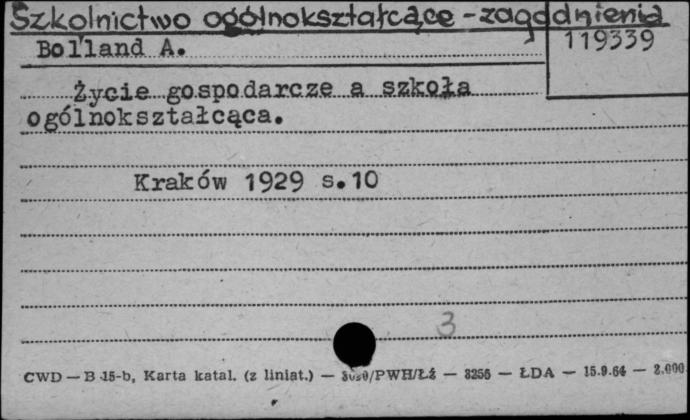 Szkolnictwo ogólnokształcące - zagadnienia
Bolland A.
119339
Życie gospodarcze a szkoła
ogólnokształcąca.
Kraków 1929 s.10
3
CWD — B 15-b, Karta katal. (z liniat.) — /PWH/Łź — 3256 — ŁDA — 15.9.64 — 2.000